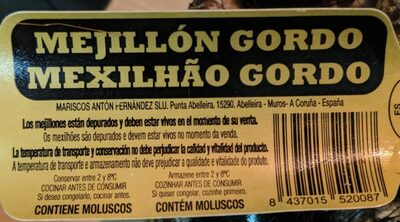 MEJILLÓN GORDO
MEXILHÃO GORDO
MARISCOS ANTON FERNÁNDEZ SLU. Punta Abelleira, 15290. Abelleira - Muros- A Coruña - España
Los mejillones están depurados y deben estar vivos en el momento de su venta.
Os mexilhões são depurados e devem estar vivos no momento da venda.
La temperatura de transporte y conservación no debe perjudicar la calidad y vitalidad del producto.
A temperatura de transporte e armazenamento não deve prejudicar a qualidade e vitalidade do produto.
Conservar entre 2 y 8ºC
COCINAR ANTES DE CONSUMIR
Si desea congelarlo, cocinar antes.
CONTIENE MOLUSCOS
Armazene entre 2 y 8ºC
COZINHAR ANTES DE CONSUMIR
Si quiser congelar, cozinho primeiro.
CONTÉM MOLUSCOS
8 437015 520087
ES